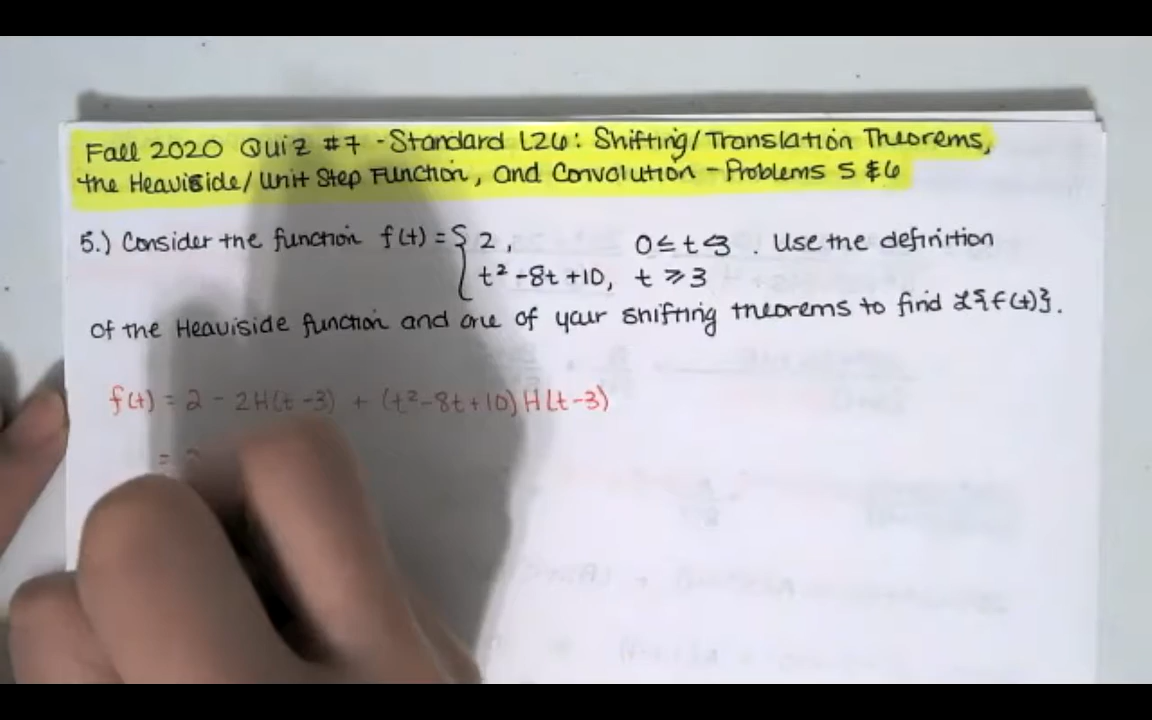 Fall 2020 Quiz #7 - Standard L26: Shifting/Translation Theorems,
the Heaviside/Unit Step Function, and Convolution - Problems 5 & 6
5.) Consider the function f(t) = { 2, 0 ≤ t < 3 . Use the definition
t² - 8t + 10, t ≥ 3
of the Heaviside function and one of your shifting theorems to find ℒ{f(t)}.
f(t) = 2 - 2H(t-3) + (t²-8t+10)H(t-3)
=